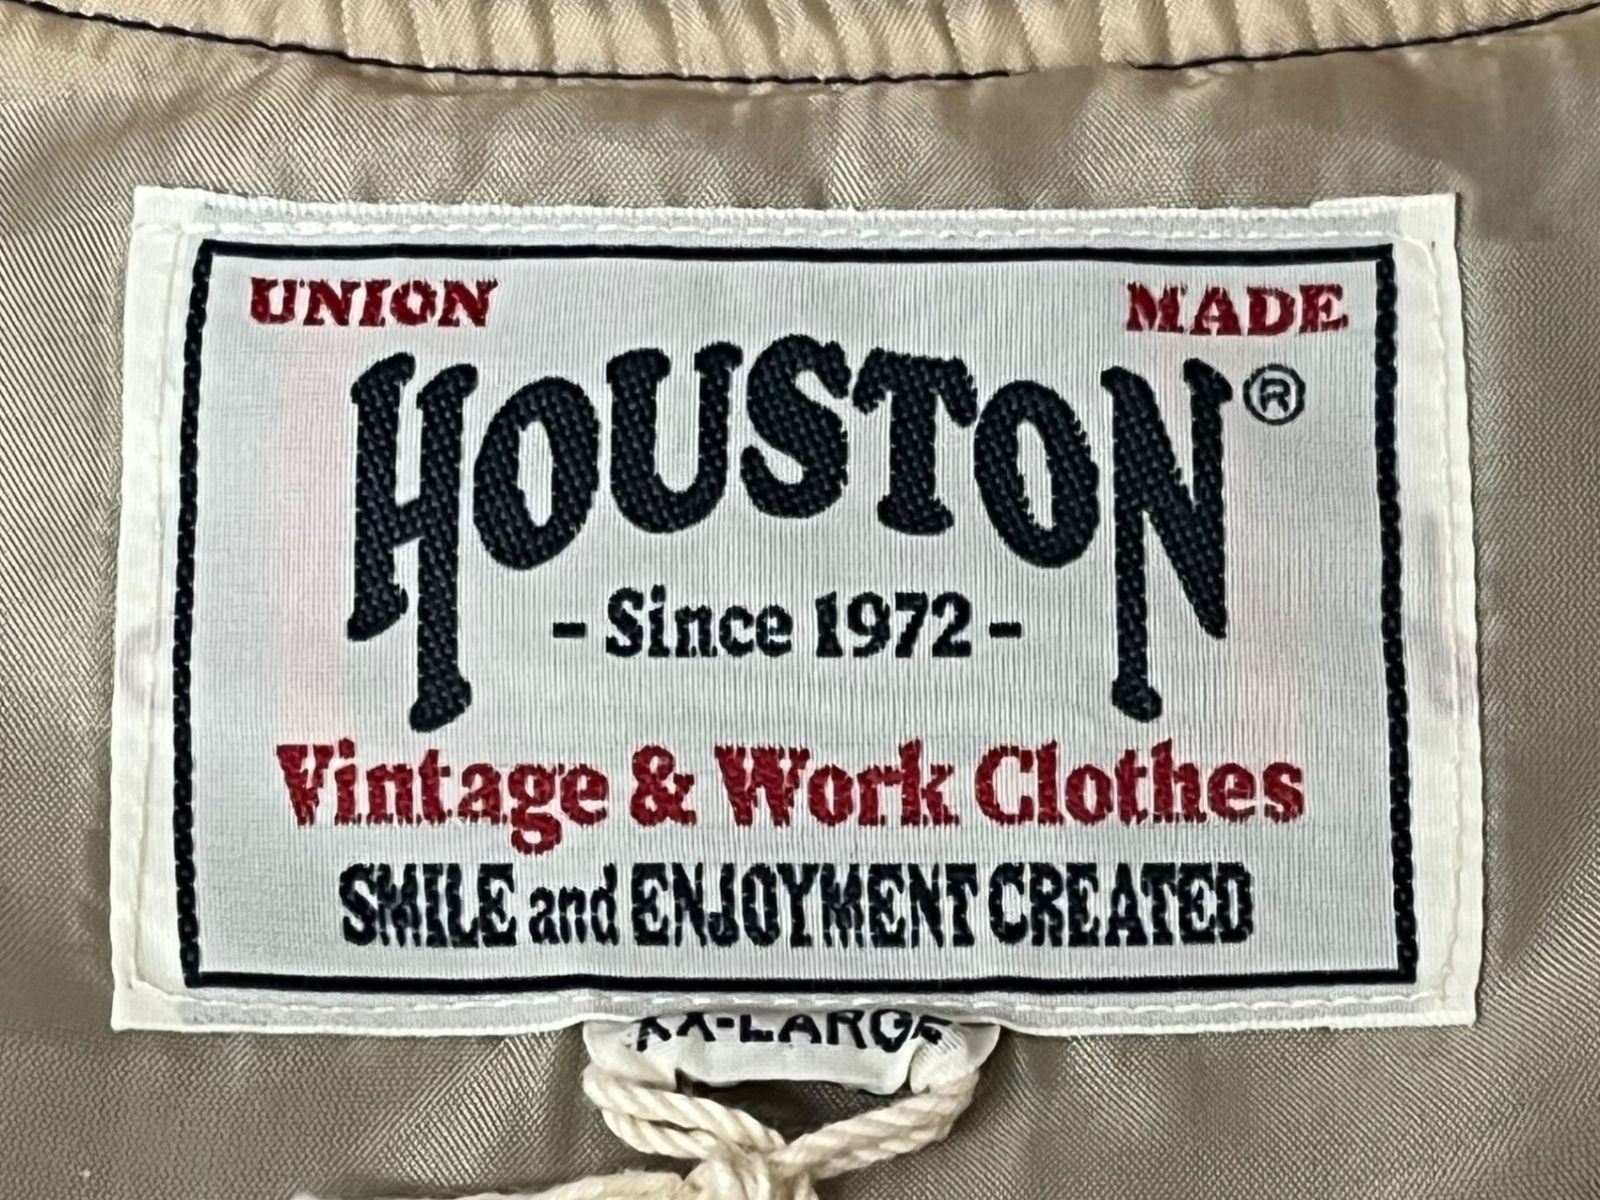 UNION MADE
HOUSTON®
- Since 1972 -
Vintage & Work Clothes
SMILE and ENJOYMENT CREATED
XX-LARGE